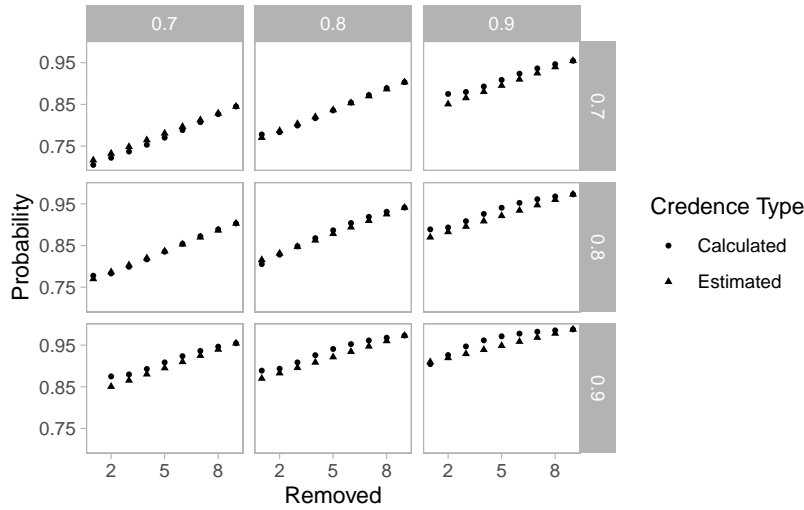 0.7 0.8 0.9
0.95
0.85
0.75
0.7
0.95
0.85
0.75
0.8
0.95
0.85
0.75
0.9
2 5 8 2 5 8 2 5 8
Removed
Probability
Credence Type
Calculated
Estimated